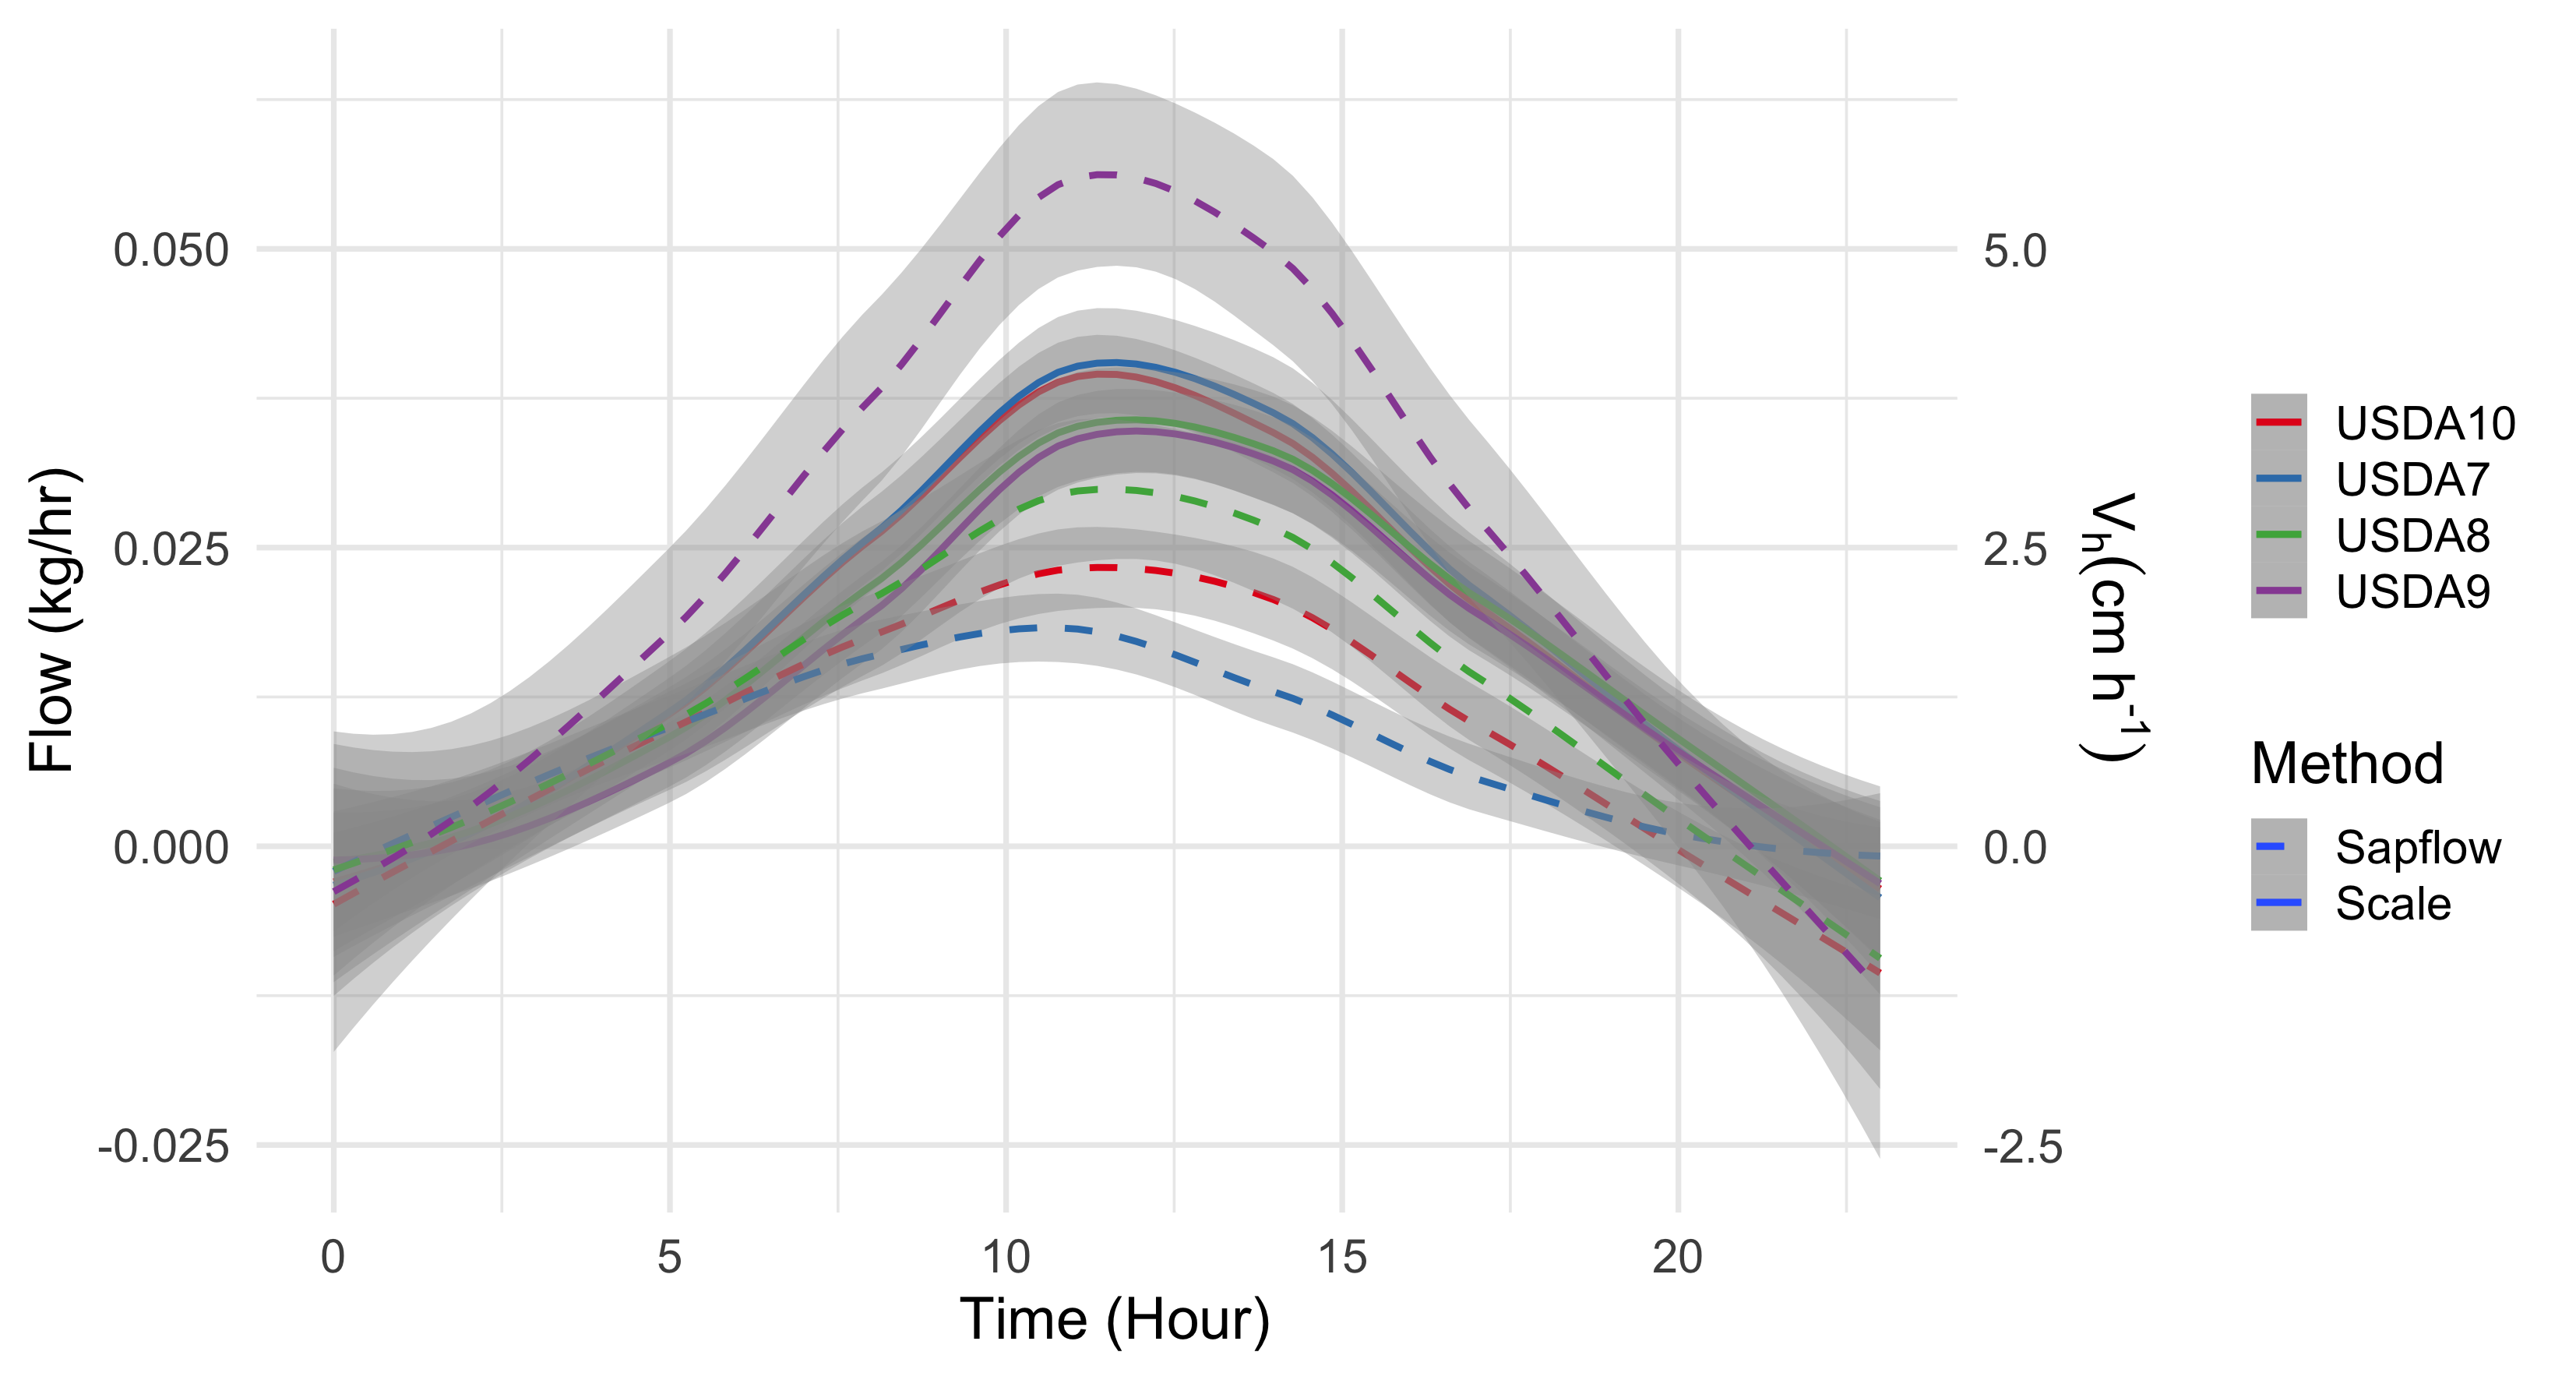 Flow (kg/hr)
0.050
0.025
0.000
-0.025
0
5
10
15
20
Time (Hour)
5.0
2.5
0.0
-2.5
Vh(cm h-1)
USDA10
USDA7
USDA8
USDA9
Method
Sapflow
Scale